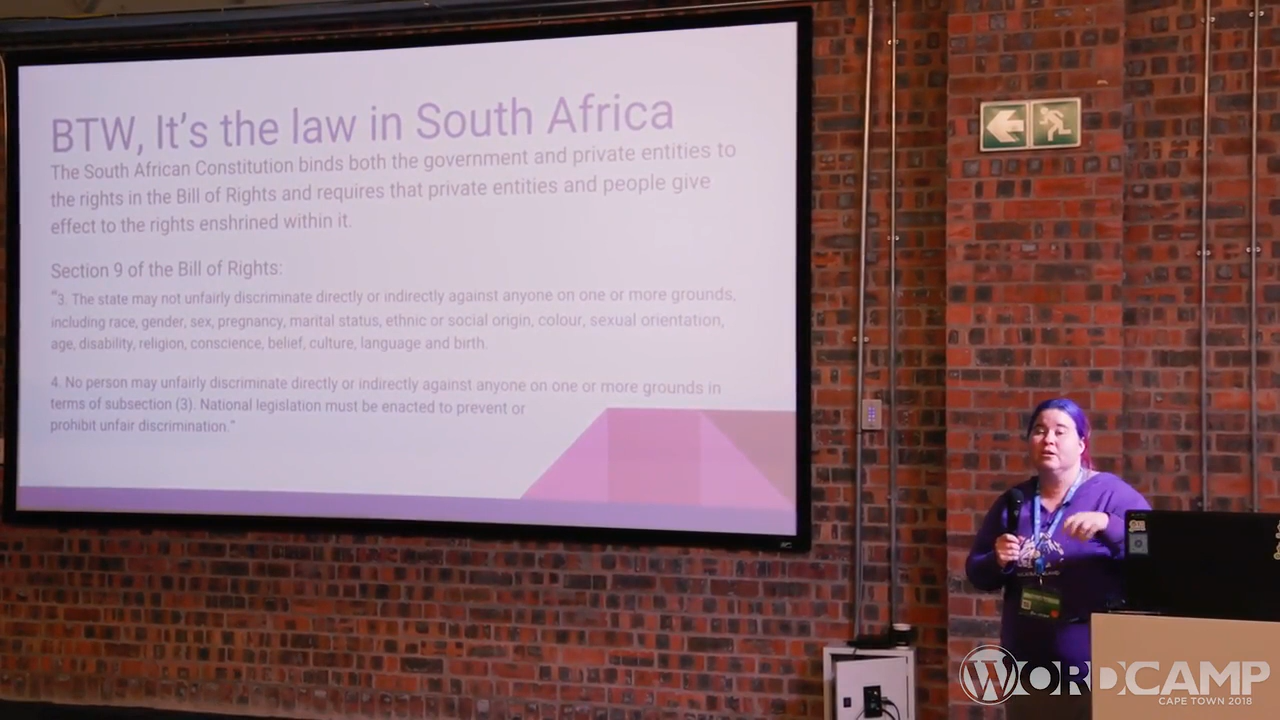 BTW, It's the law in South Africa
The South African Constitution binds both the government and private entities to
the rights in the Bill of Rights and requires that private entities and people give
effect to the rights enshrined within it.
Section 9 of the Bill of Rights:
"3. The state may not unfairly discriminate directly or indirectly against anyone on one or more grounds,
including race, gender, sex, pregnancy, marital status, ethnic or social origin, colour, sexual orientation,
age, disability, religion, conscience, belief, culture, language and birth.
4. No person may unfairly discriminate directly or indirectly against anyone on one or more grounds in
terms of subsection (3). National legislation must be enacted to prevent or
prohibit unfair discrimination."
WORDCAMP
CAPE TOWN 2018